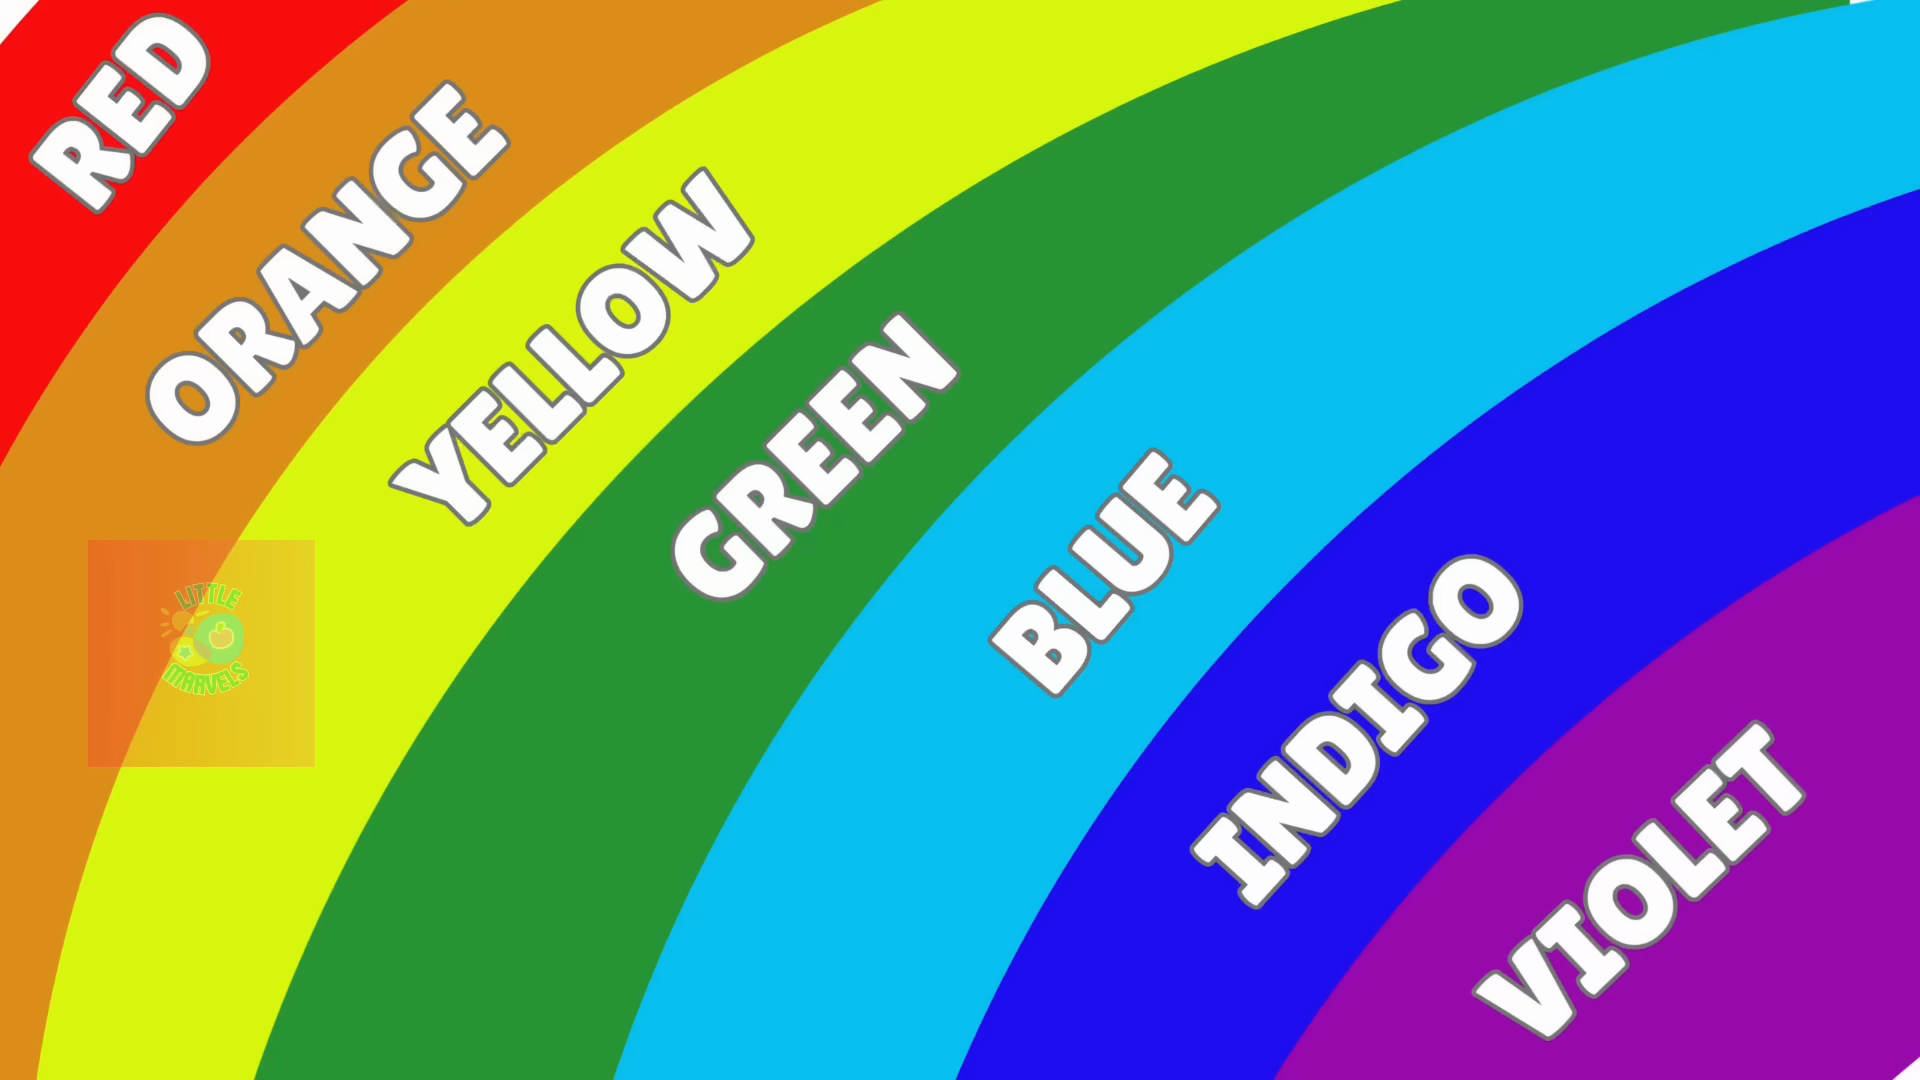 RED
ORANGE
YELLOW
GREEN
BLUE
INDIGO
VIOLET
LITTLE
MARVELS